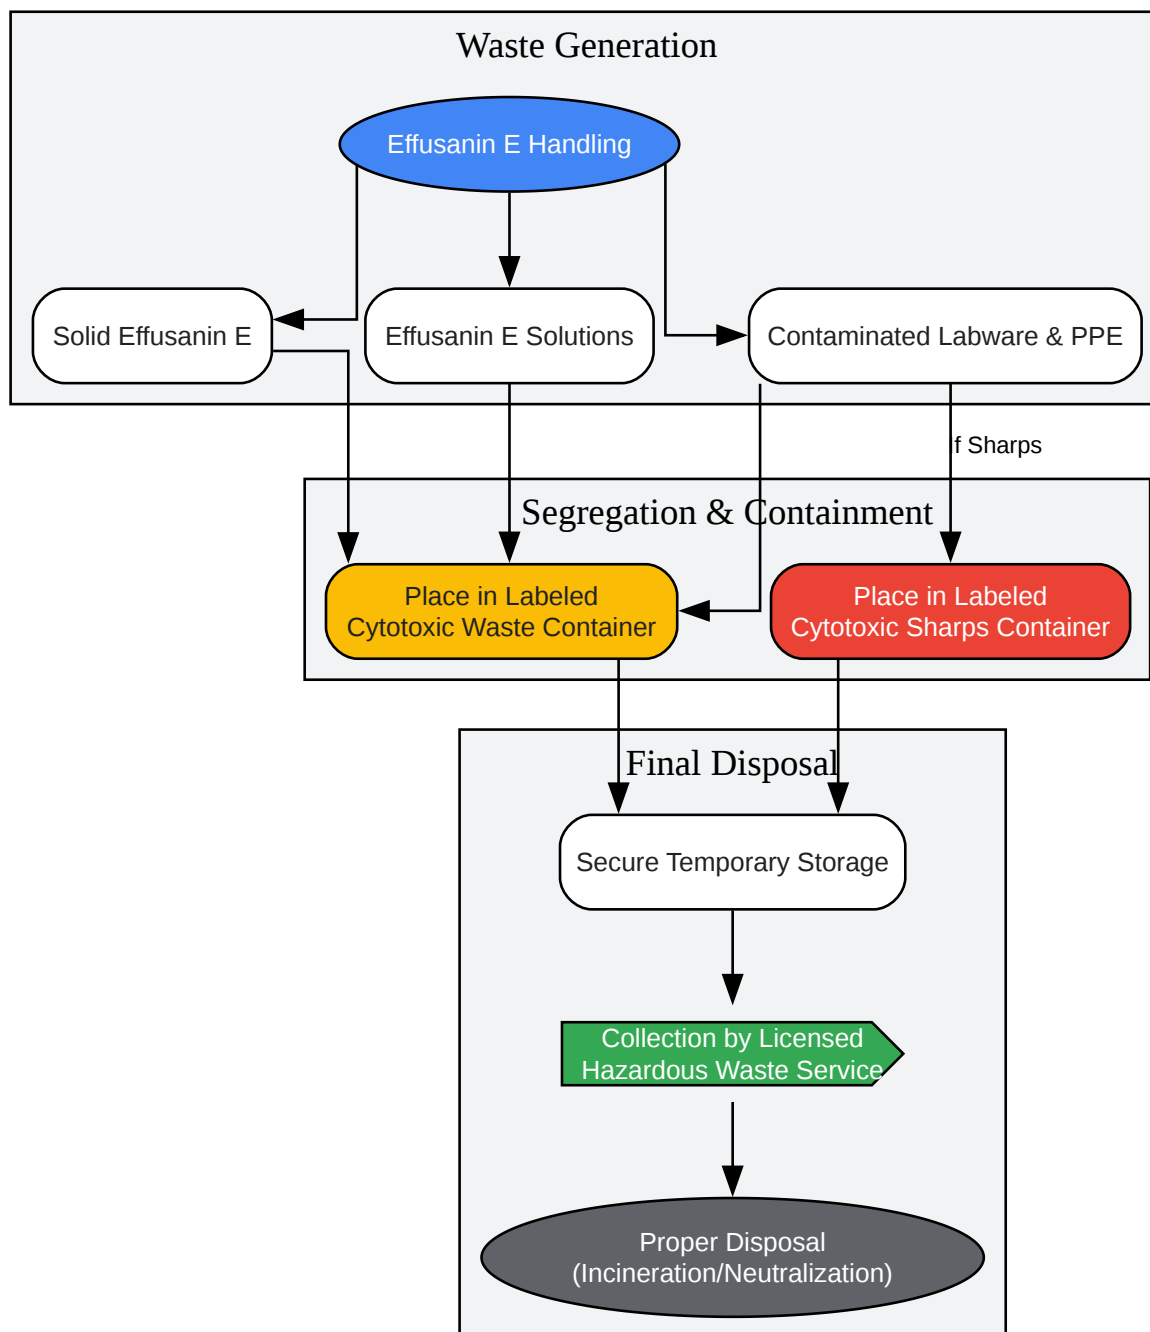 Waste Generation
Effusanin E Handling
Solid Effusanin E
Effusanin E Solutions
Contaminated Labware & PPE
If Sharps
Segregation & Containment
Place in Labeled
Cytotoxic Waste Container
Place in Labeled
Cytotoxic Sharps Container
Final Disposal
Secure Temporary Storage
Collection by Licensed
Hazardous Waste Service
Proper Disposal
(Incineration/Neutralization)